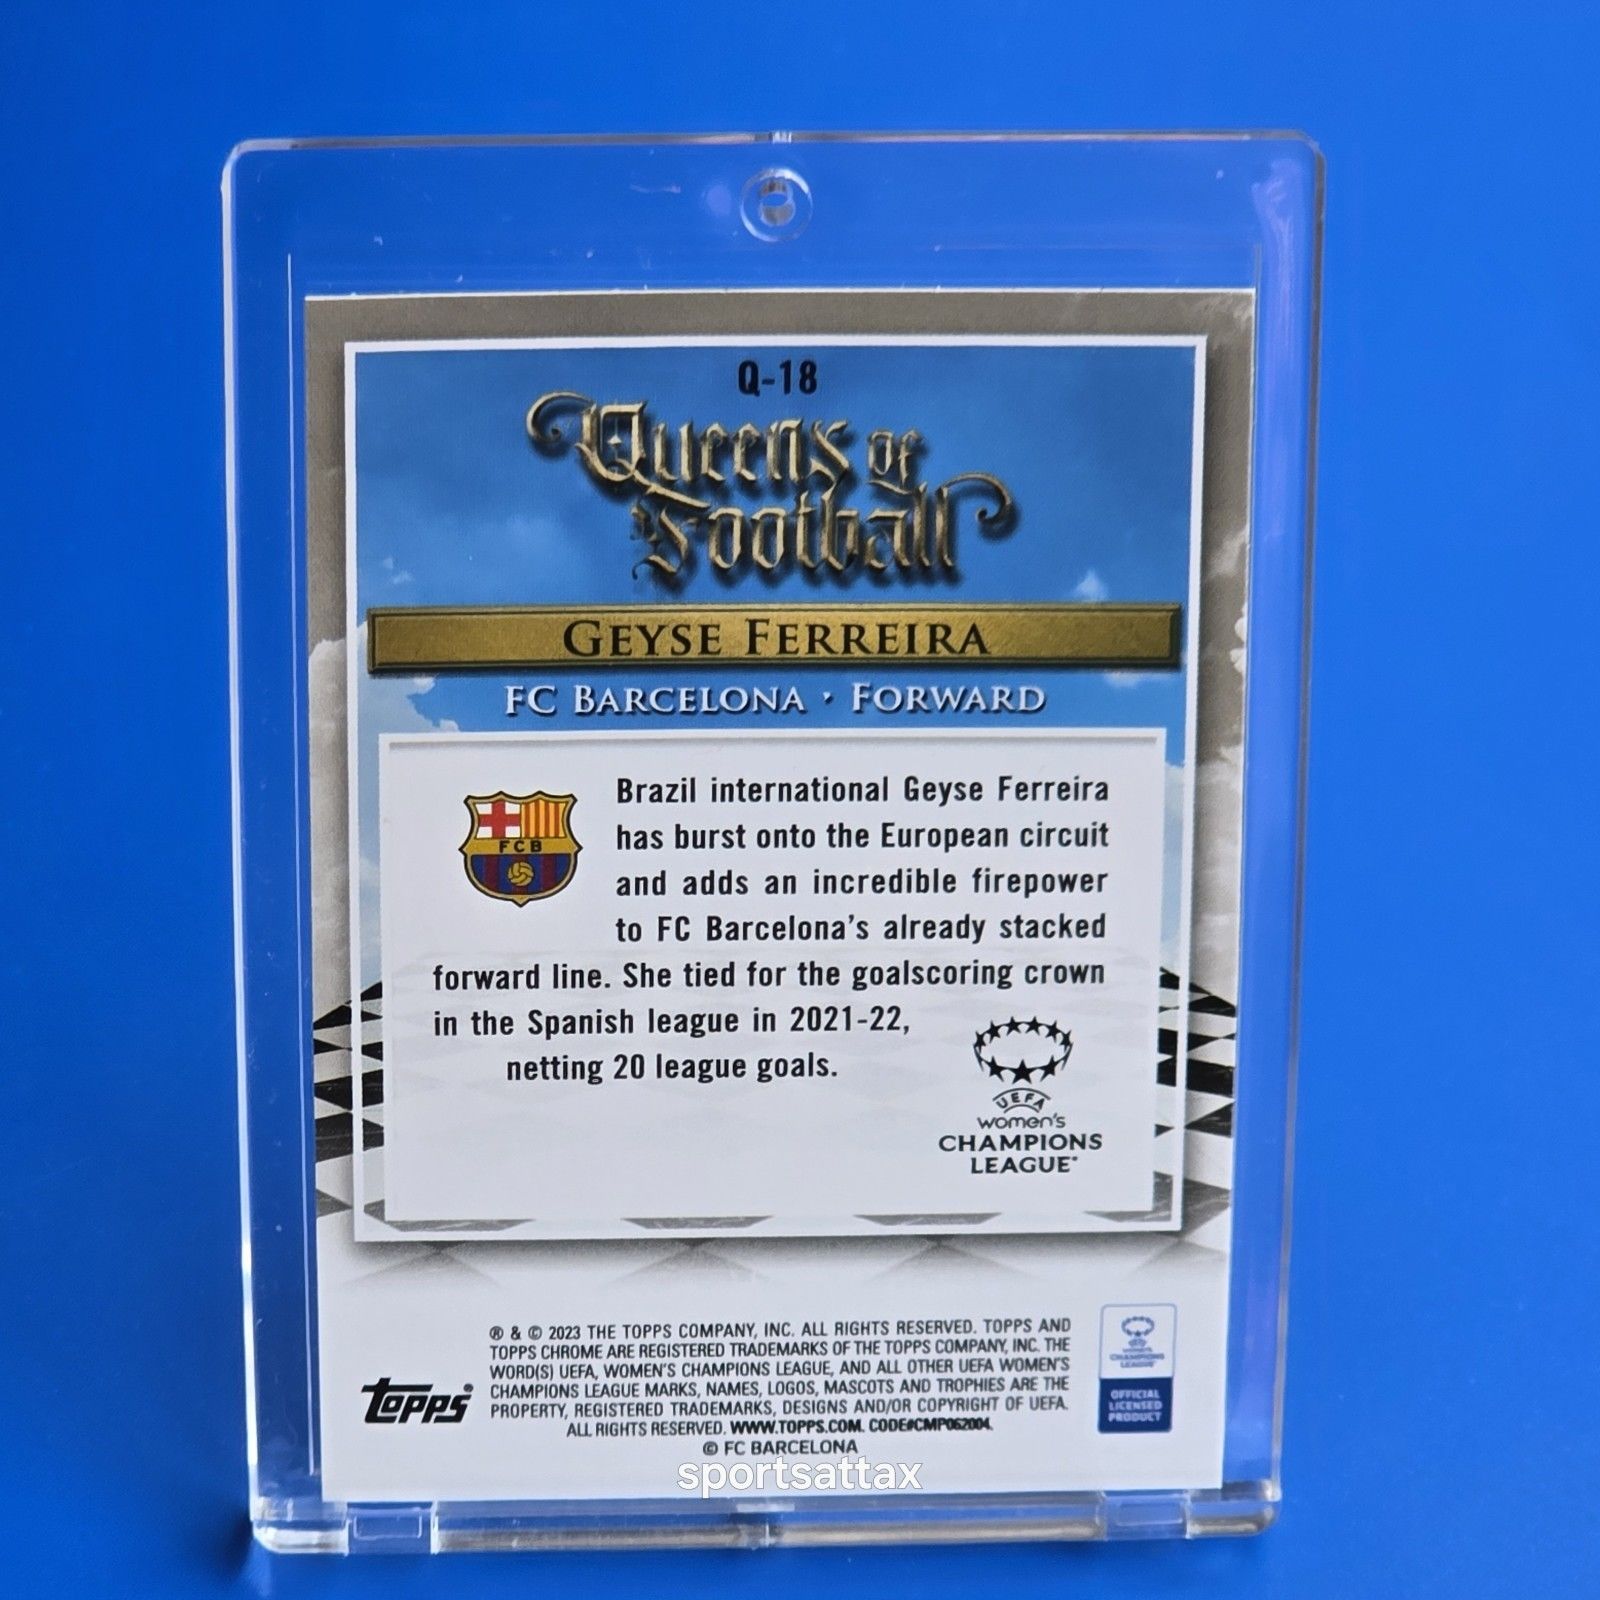 Q-18
Queens of
Football
GEYSE FERREIRA
FC BARCELONA · FORWARD
FCB
Brazil international Geyse Ferreira
has burst onto the European circuit
and adds an incredible firepower
to FC Barcelona's already stacked
forward line. She tied for the goalscoring crown
in the Spanish league in 2021-22,
netting 20 league goals.
UEFA
women's
CHAMPIONS
LEAGUE
® & © 2023 THE TOPPS COMPANY, INC. ALL RIGHTS RESERVED. TOPPS AND
TOPPS CHROME ARE REGISTERED TRADEMARKS OF THE TOPPS COMPANY, INC. THE
WORD(S) UEFA, WOMEN'S CHAMPIONS LEAGUE, AND ALL OTHER UEFA WOMEN'S
CHAMPIONS LEAGUE MARKS, NAMES, LOGOS, MASCOTS AND TROPHIES ARE THE
PROPERTY, REGISTERED TRADEMARKS, DESIGNS AND/OR COPYRIGHT OF UEFA.
ALL RIGHTS RESERVED. WWW.TOPPS.COM. CODE#CMP062004.
© FC BARCELONA
topps®
WOMEN'S
CHAMPIONS
LEAGUE
OFFICIAL
LICENSED
PRODUCT
sportsattax